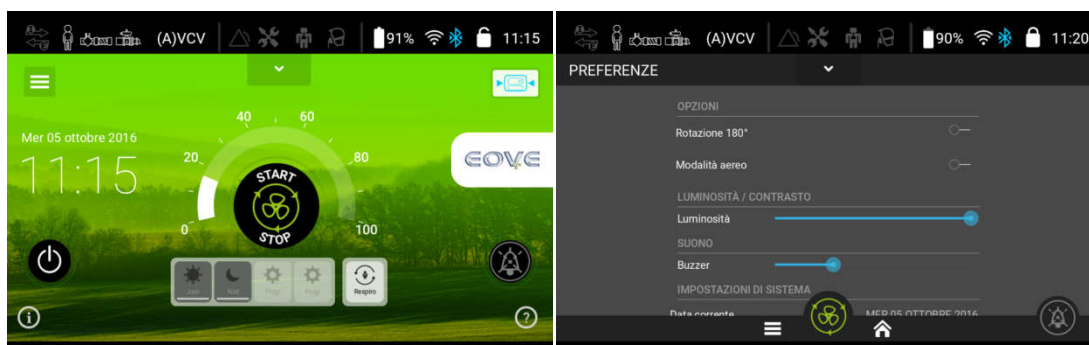 (A)VCV 91% 11:15
Mer 05 ottobre 2016
11:15
0 20 40 60 80 100
START
STOP
EOVE
Respiro
i
?
(A)VCV 90% 11:20
PREFERENZE
OPZIONI
Rotazione 180°
Modalità aereo
LUMINOSITÀ / CONTRASTO
Luminosità
SUONO
Buzzer
IMPOSTAZIONI DI SISTEMA
Data corrente MER 05 OTTOBRE 2016